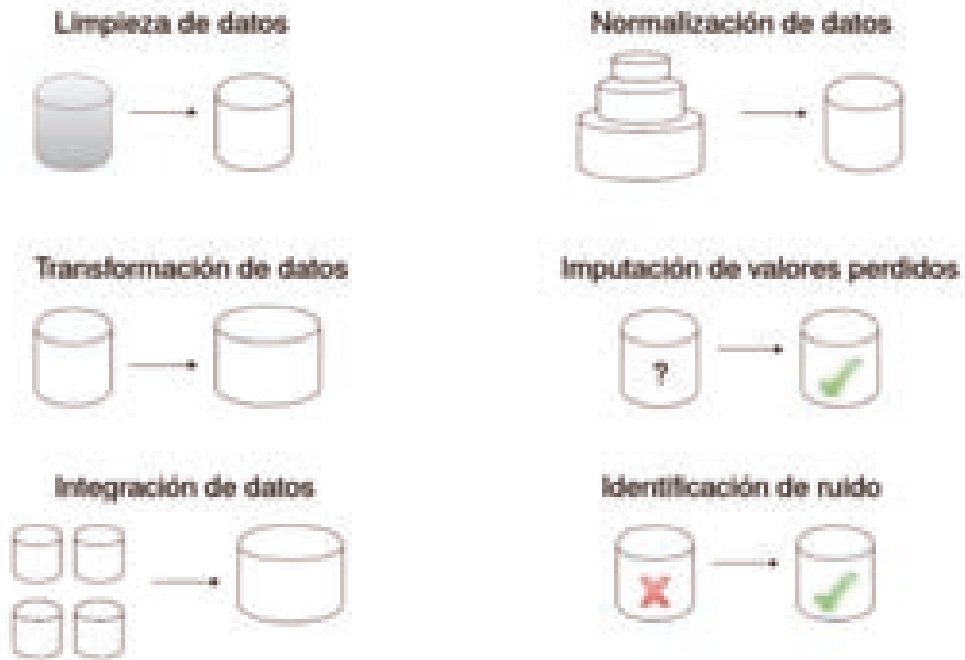 Limpieza de datos
Normalización de datos
Transformación de datos
Imputación de valores perdidos
?
Integración de datos
Identificación de ruido